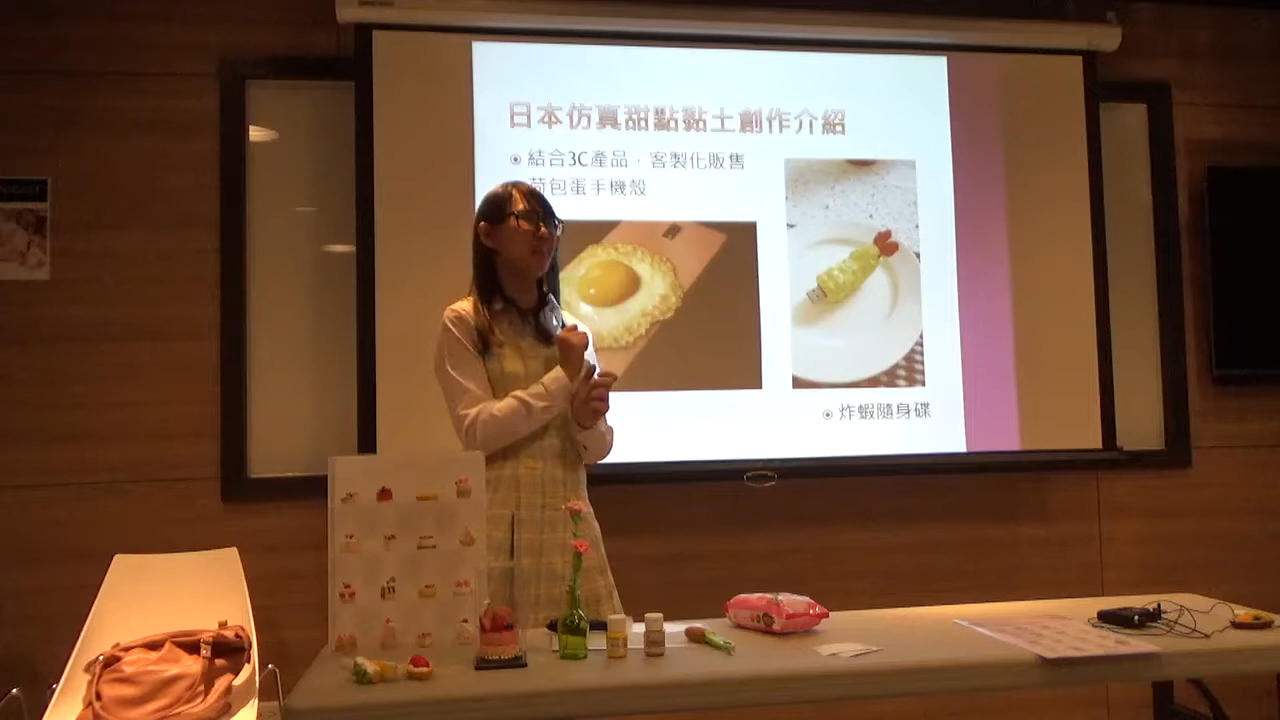 日本仿真甜點黏土創作介紹
結合3C產品，客製化販售
荷包蛋手機殼
炸蝦隨身碟